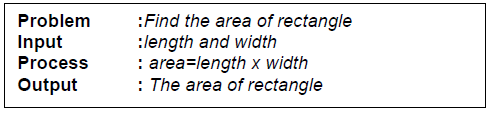 Problem :Find the area of rectangle
Input :length and width
Process : area=length x width
Output : The area of rectangle